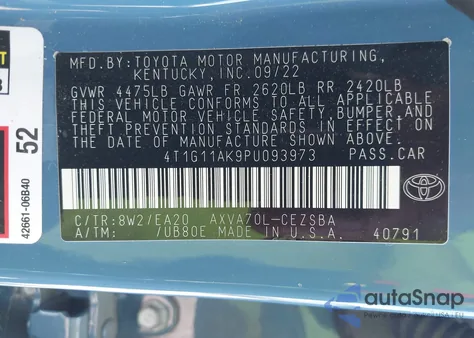 MFD.BY:TOYOTA MOTOR MANUFACTURING,
KENTUCKY,INC.09/22
GVWR 4475LB GAWR FR 2620LB RR 2420LB
THIS VEHICLE CONFORMS TO ALL APPLICABLE
FEDERAL MOTOR VEHICLE SAFETY,BUMPER,AND
THEFT PREVENTION STANDARDS IN EFFECT ON
THE DATE OF MANUFACTURE SHOWN ABOVE.
4T1G11AK9PU093973 PASS.CAR
C/TR:8W2/EA20 AXVA70L-CEZSBA
A/TM: /UB80E MADE IN U.S.A. 40791
TOYOTA
52
42661-06B40
autoSnap